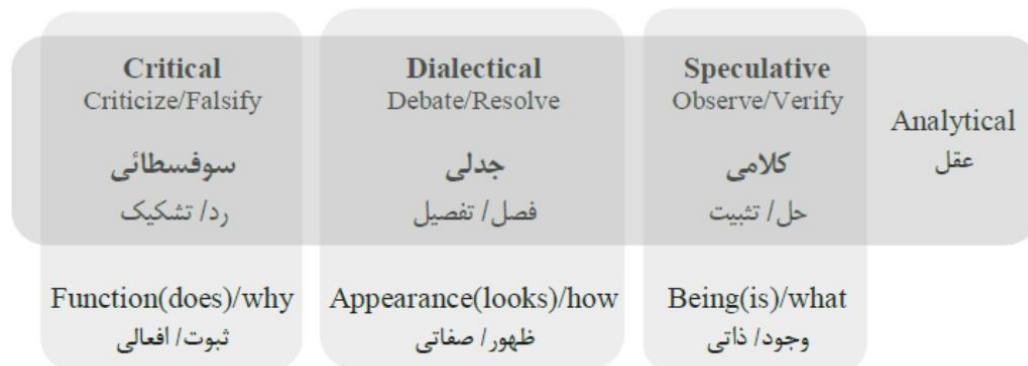 Critical
Criticize/Falsify
سوفسطائی
رد/ تشکیک
Dialectical
Debate/Resolve
جدلی
فصل/ تفصیل
Speculative
Observe/Verify
کلامی
حل/ تثبیت
Analytical
عقل
Function(does)/why
ثبوت/ افعالی
Appearance(looks)/how
ظهور/ صفاتی
Being(is)/what
وجود/ ذاتی